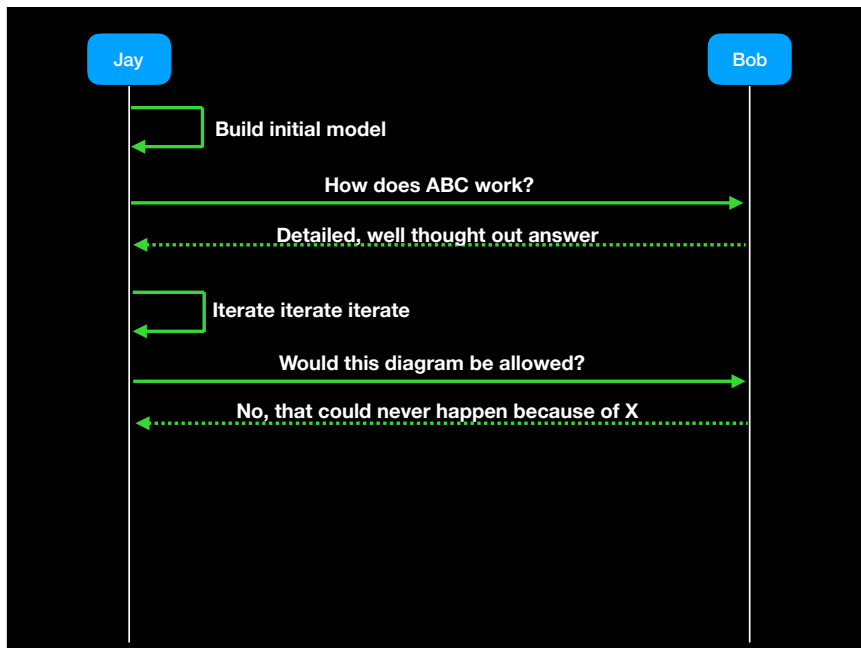 Jay
Bob
Build initial model
How does ABC work?
Detailed, well thought out answer
Iterate iterate iterate
Would this diagram be allowed?
No, that could never happen because of X